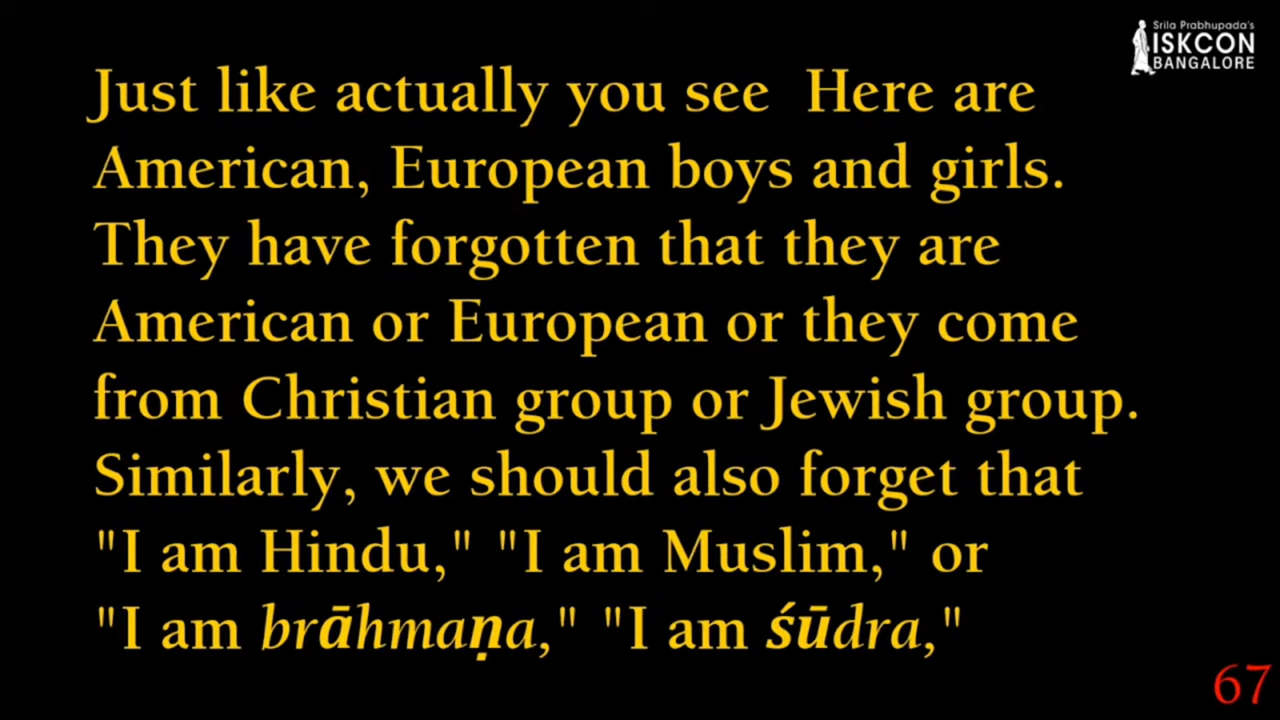 Srila Prabhupada's
ISKCON
BANGALORE
Just like actually you see  Here are
American, European boys and girls.
They have forgotten that they are
American or European or they come
from Christian group or Jewish group.
Similarly, we should also forget that
"I am Hindu," "I am Muslim," or
"I am brāhmaṇa," "I am śūdra,"
67